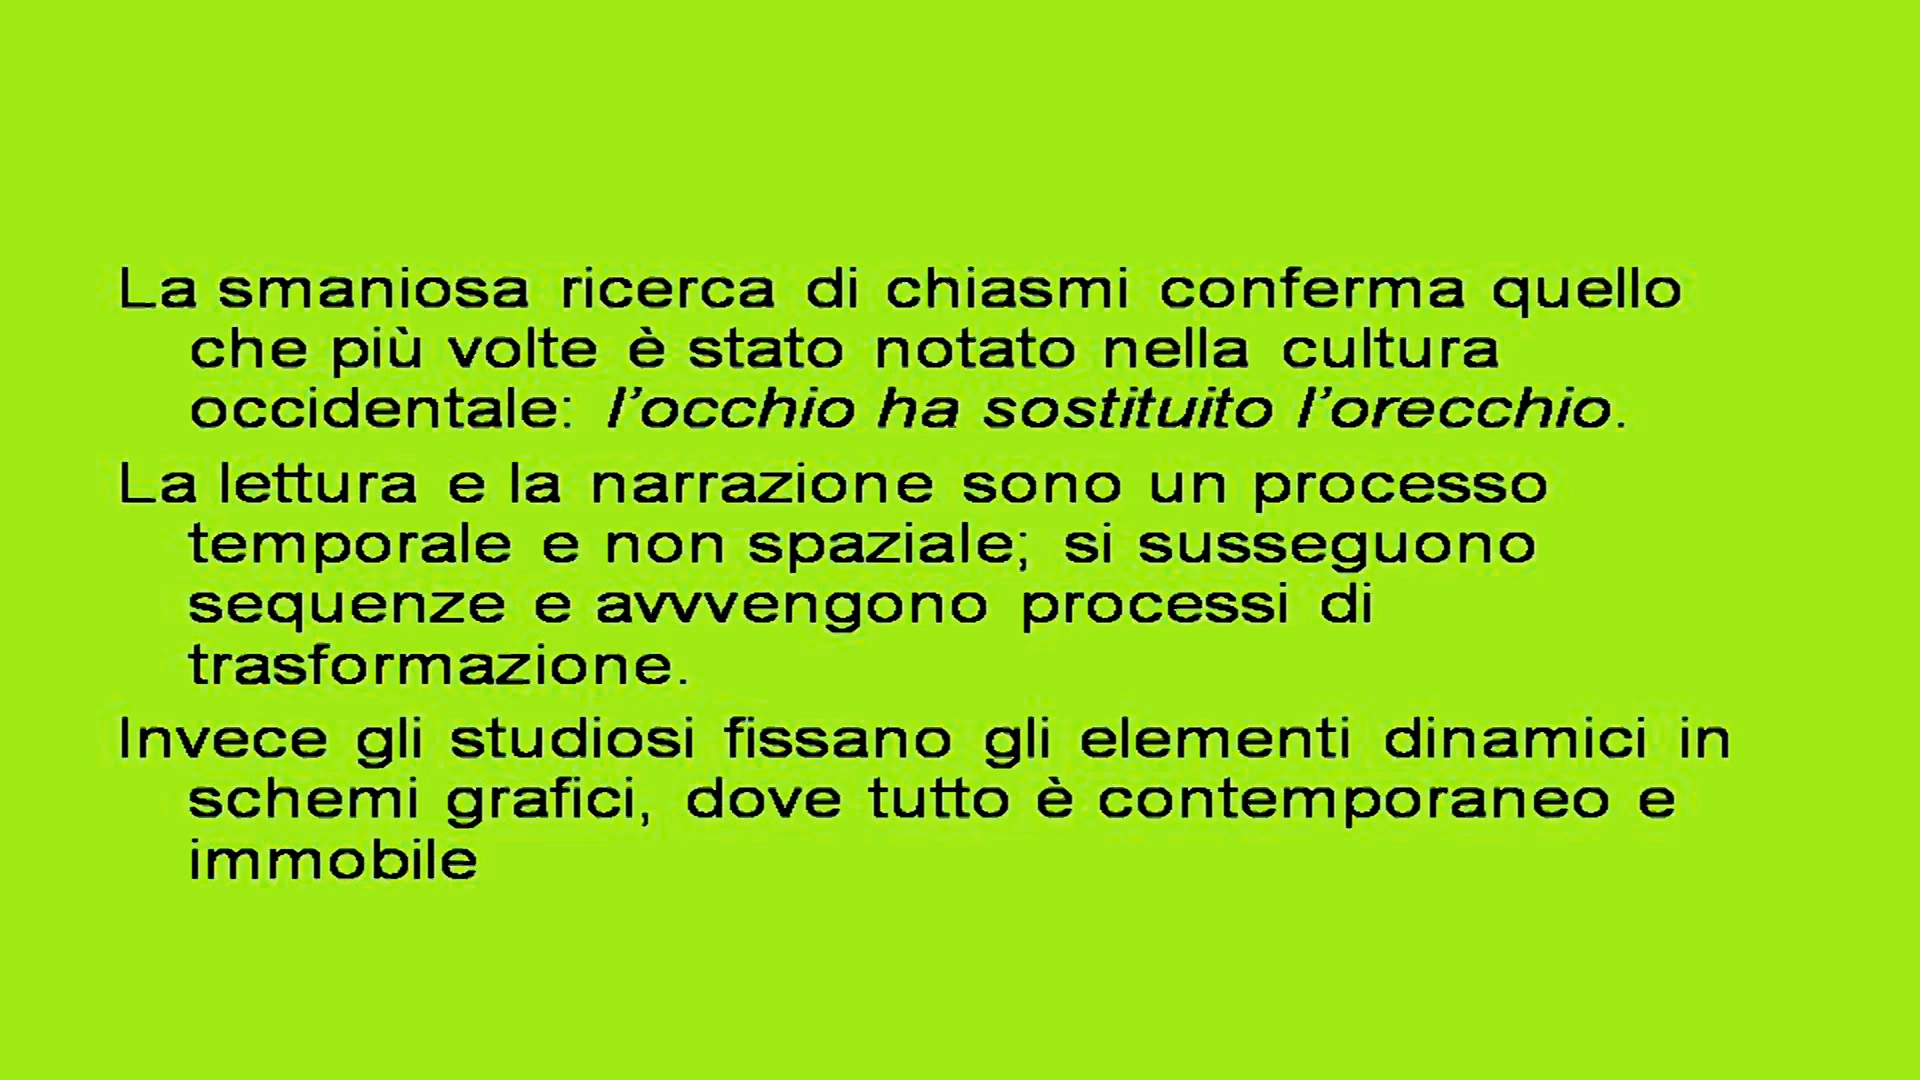 La smaniosa ricerca di chiasmi conferma quello
che più volte è stato notato nella cultura
occidentale: l’occhio ha sostituito l’orecchio.
La lettura e la narrazione sono un processo
temporale e non spaziale; si susseguono
sequenze e avvvengono processi di
trasformazione.
Invece gli studiosi fissano gli elementi dinamici in
schemi grafici, dove tutto è contemporaneo e
immobile